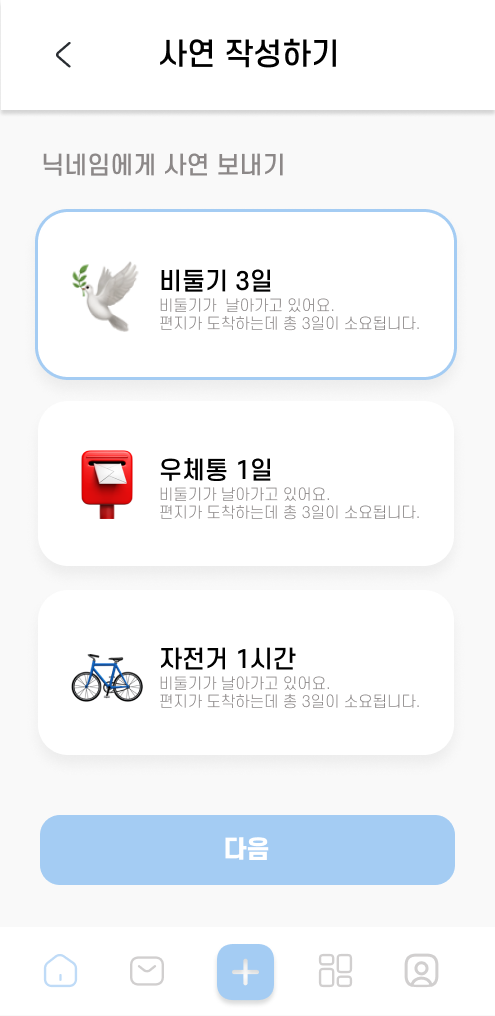 사연 작성하기
닉네임에게 사연 보내기
비둘기 3일
비둘기가 날아가고 있어요.
편지가 도착하는데 총 3일이 소요됩니다.
우체통 1일
비둘기가 날아가고 있어요.
편지가 도착하는데 총 3일이 소요됩니다.
자전거 1시간
비둘기가 날아가고 있어요.
편지가 도착하는데 총 3일이 소요됩니다.
다음